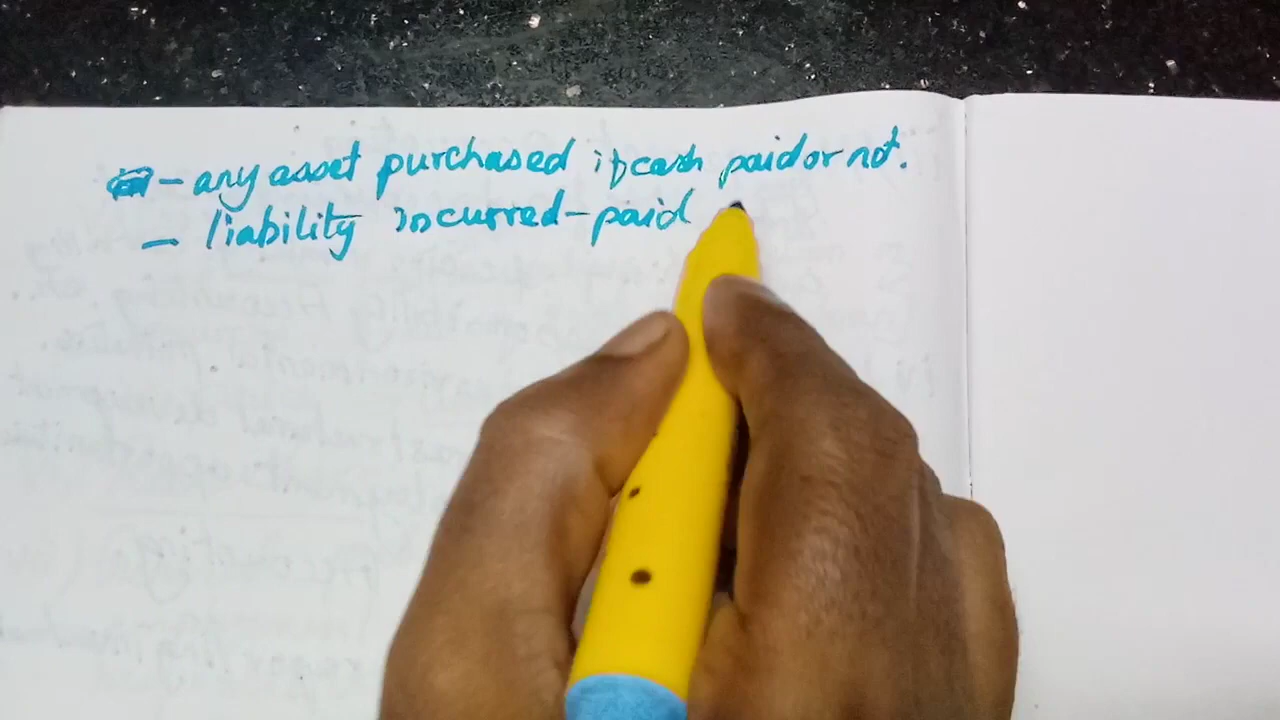 - any asset purchased if cash paid or not.
- liability incurred - paid